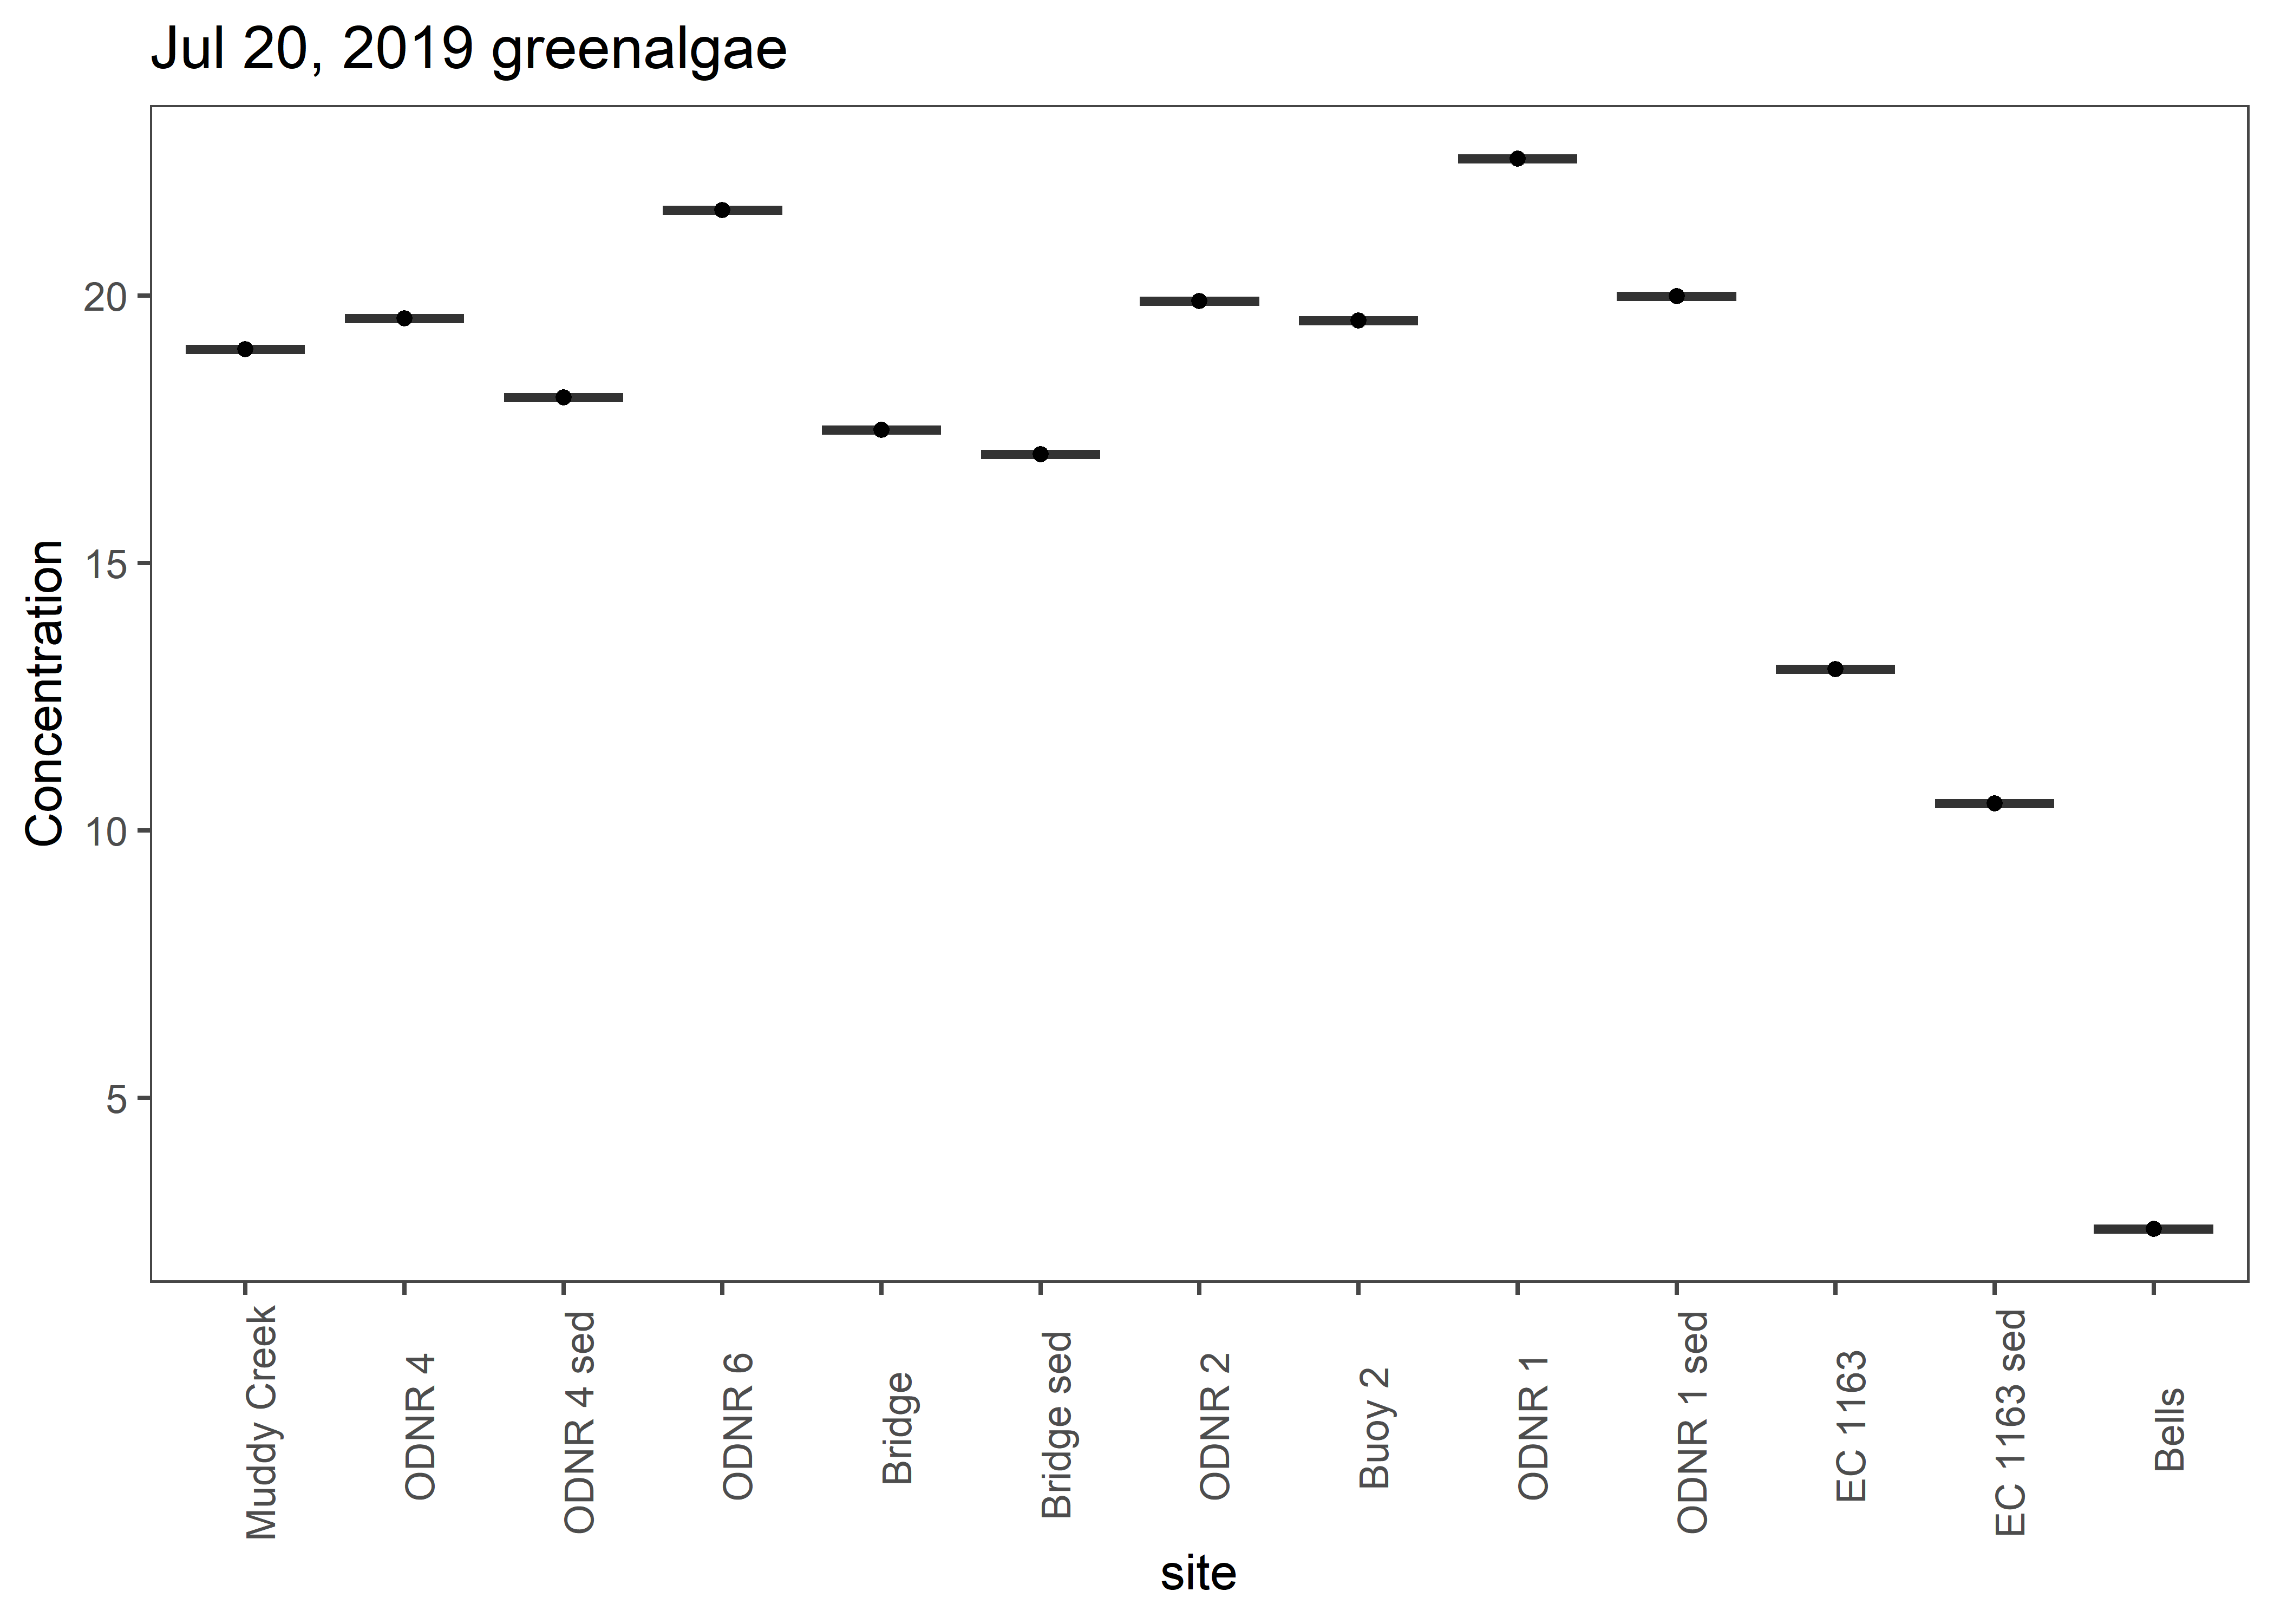 Jul 20, 2019 greenalgae
Concentration
20
15
10
5
Muddy Creek
ODNR 4
ODNR 4 sed
ODNR 6
Bridge
Bridge sed
ODNR 2
Buoy 2
ODNR 1
ODNR 1 sed
EC 1163
EC 1163 sed
Bells
site